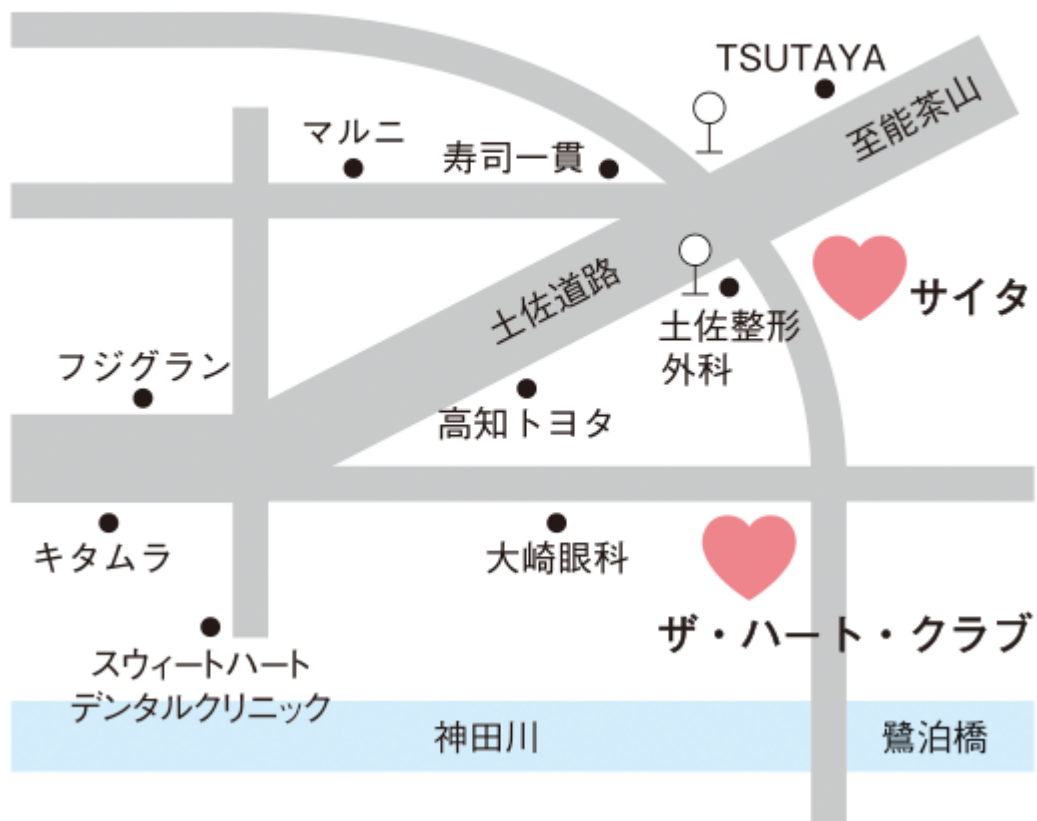 TSUTAYA
至能茶山
マルニ
寿司一貫
サイタ
土佐道路
土佐整形
外科
フジグラン
高知トヨタ
キタムラ
大崎眼科
ザ・ハート・クラブ
スウィートハート
デンタルクリニック
神田川
鷺泊橋